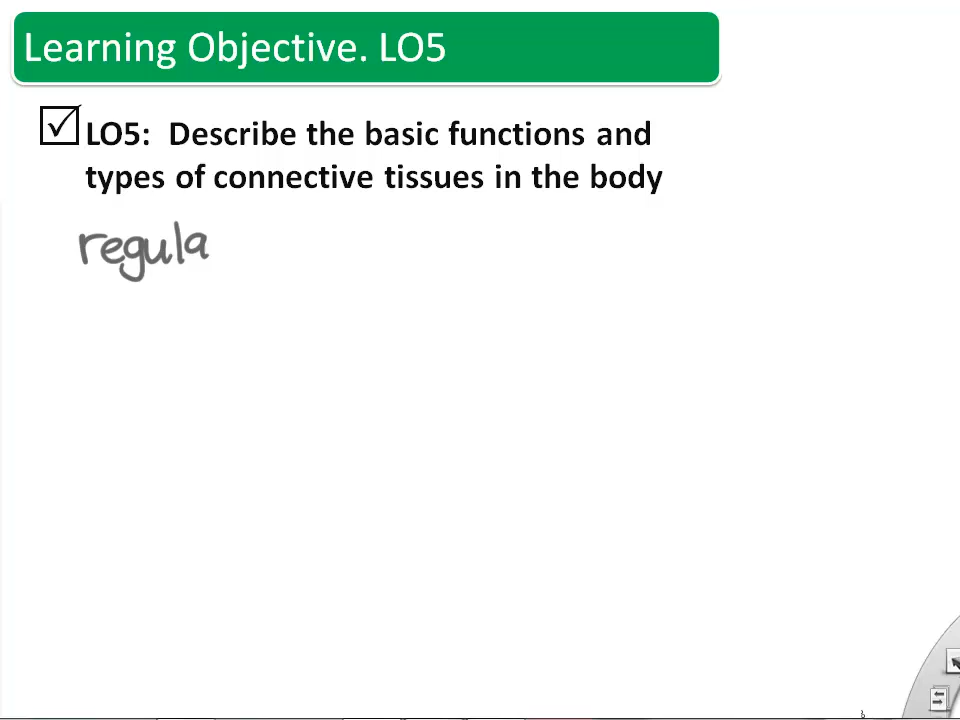 Learning Objective. LO5
LO5: Describe the basic functions and
types of connective tissues in the body
regula